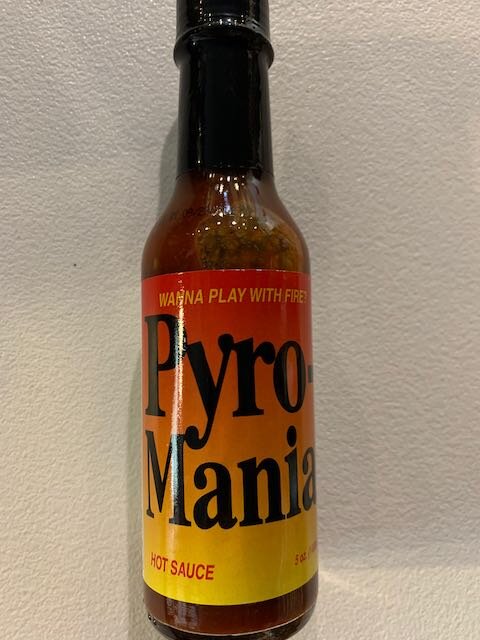 WANNA PLAY WITH FIRE?
Pyro-
Mania
HOT SAUCE
5 oz.